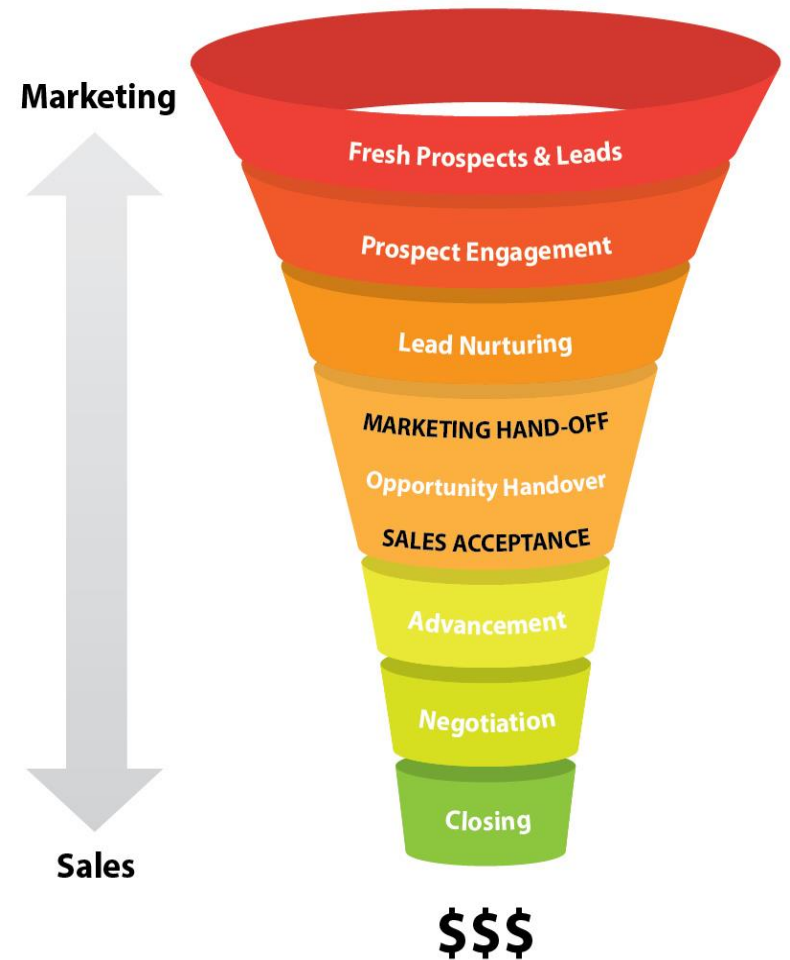 Marketing
Fresh Prospects & Leads
Prospect Engagement
Lead Nurturing
MARKETING HAND-OFF
Opportunity Handover
SALES ACCEPTANCE
Advancement
Negotiation
Closing
Sales
$$$